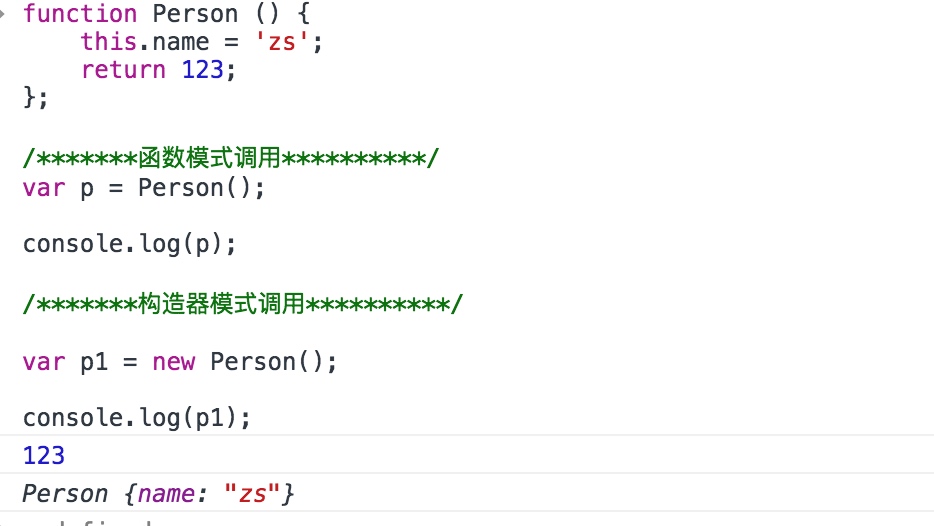 function Person () {
    this.name = 'zs';
    return 123;
};
/*******函数模式调用**********/
var p = Person();
console.log(p);
/*******构造器模式调用**********/
var p1 = new Person();
console.log(p1);
123
Person {name: "zs"}